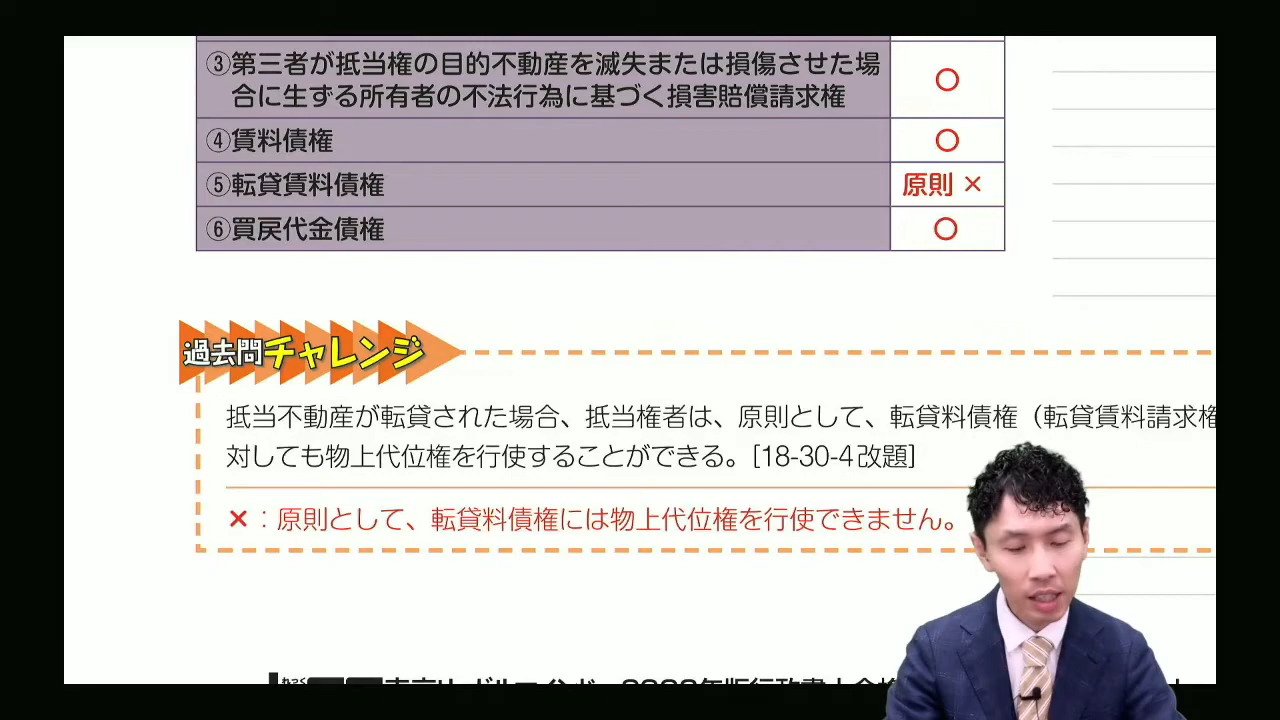 ③第三者が抵当権の目的不動産を滅失または損傷させた場
合に生ずる所有者の不法行為に基づく損害賠償請求権
○
④賃料債権
○
⑤転貸賃料債権
原則 ×
⑥買戻代金債権
○
過去問チャレンジ
抵当不動産が転貸された場合、抵当権者は、原則として、転貸料債権（転貸賃料請求権
対しても物上代位権を行使することができる。[18-30-4改題]
×：原則として、転貸料債権には物上代位権を行使できません。